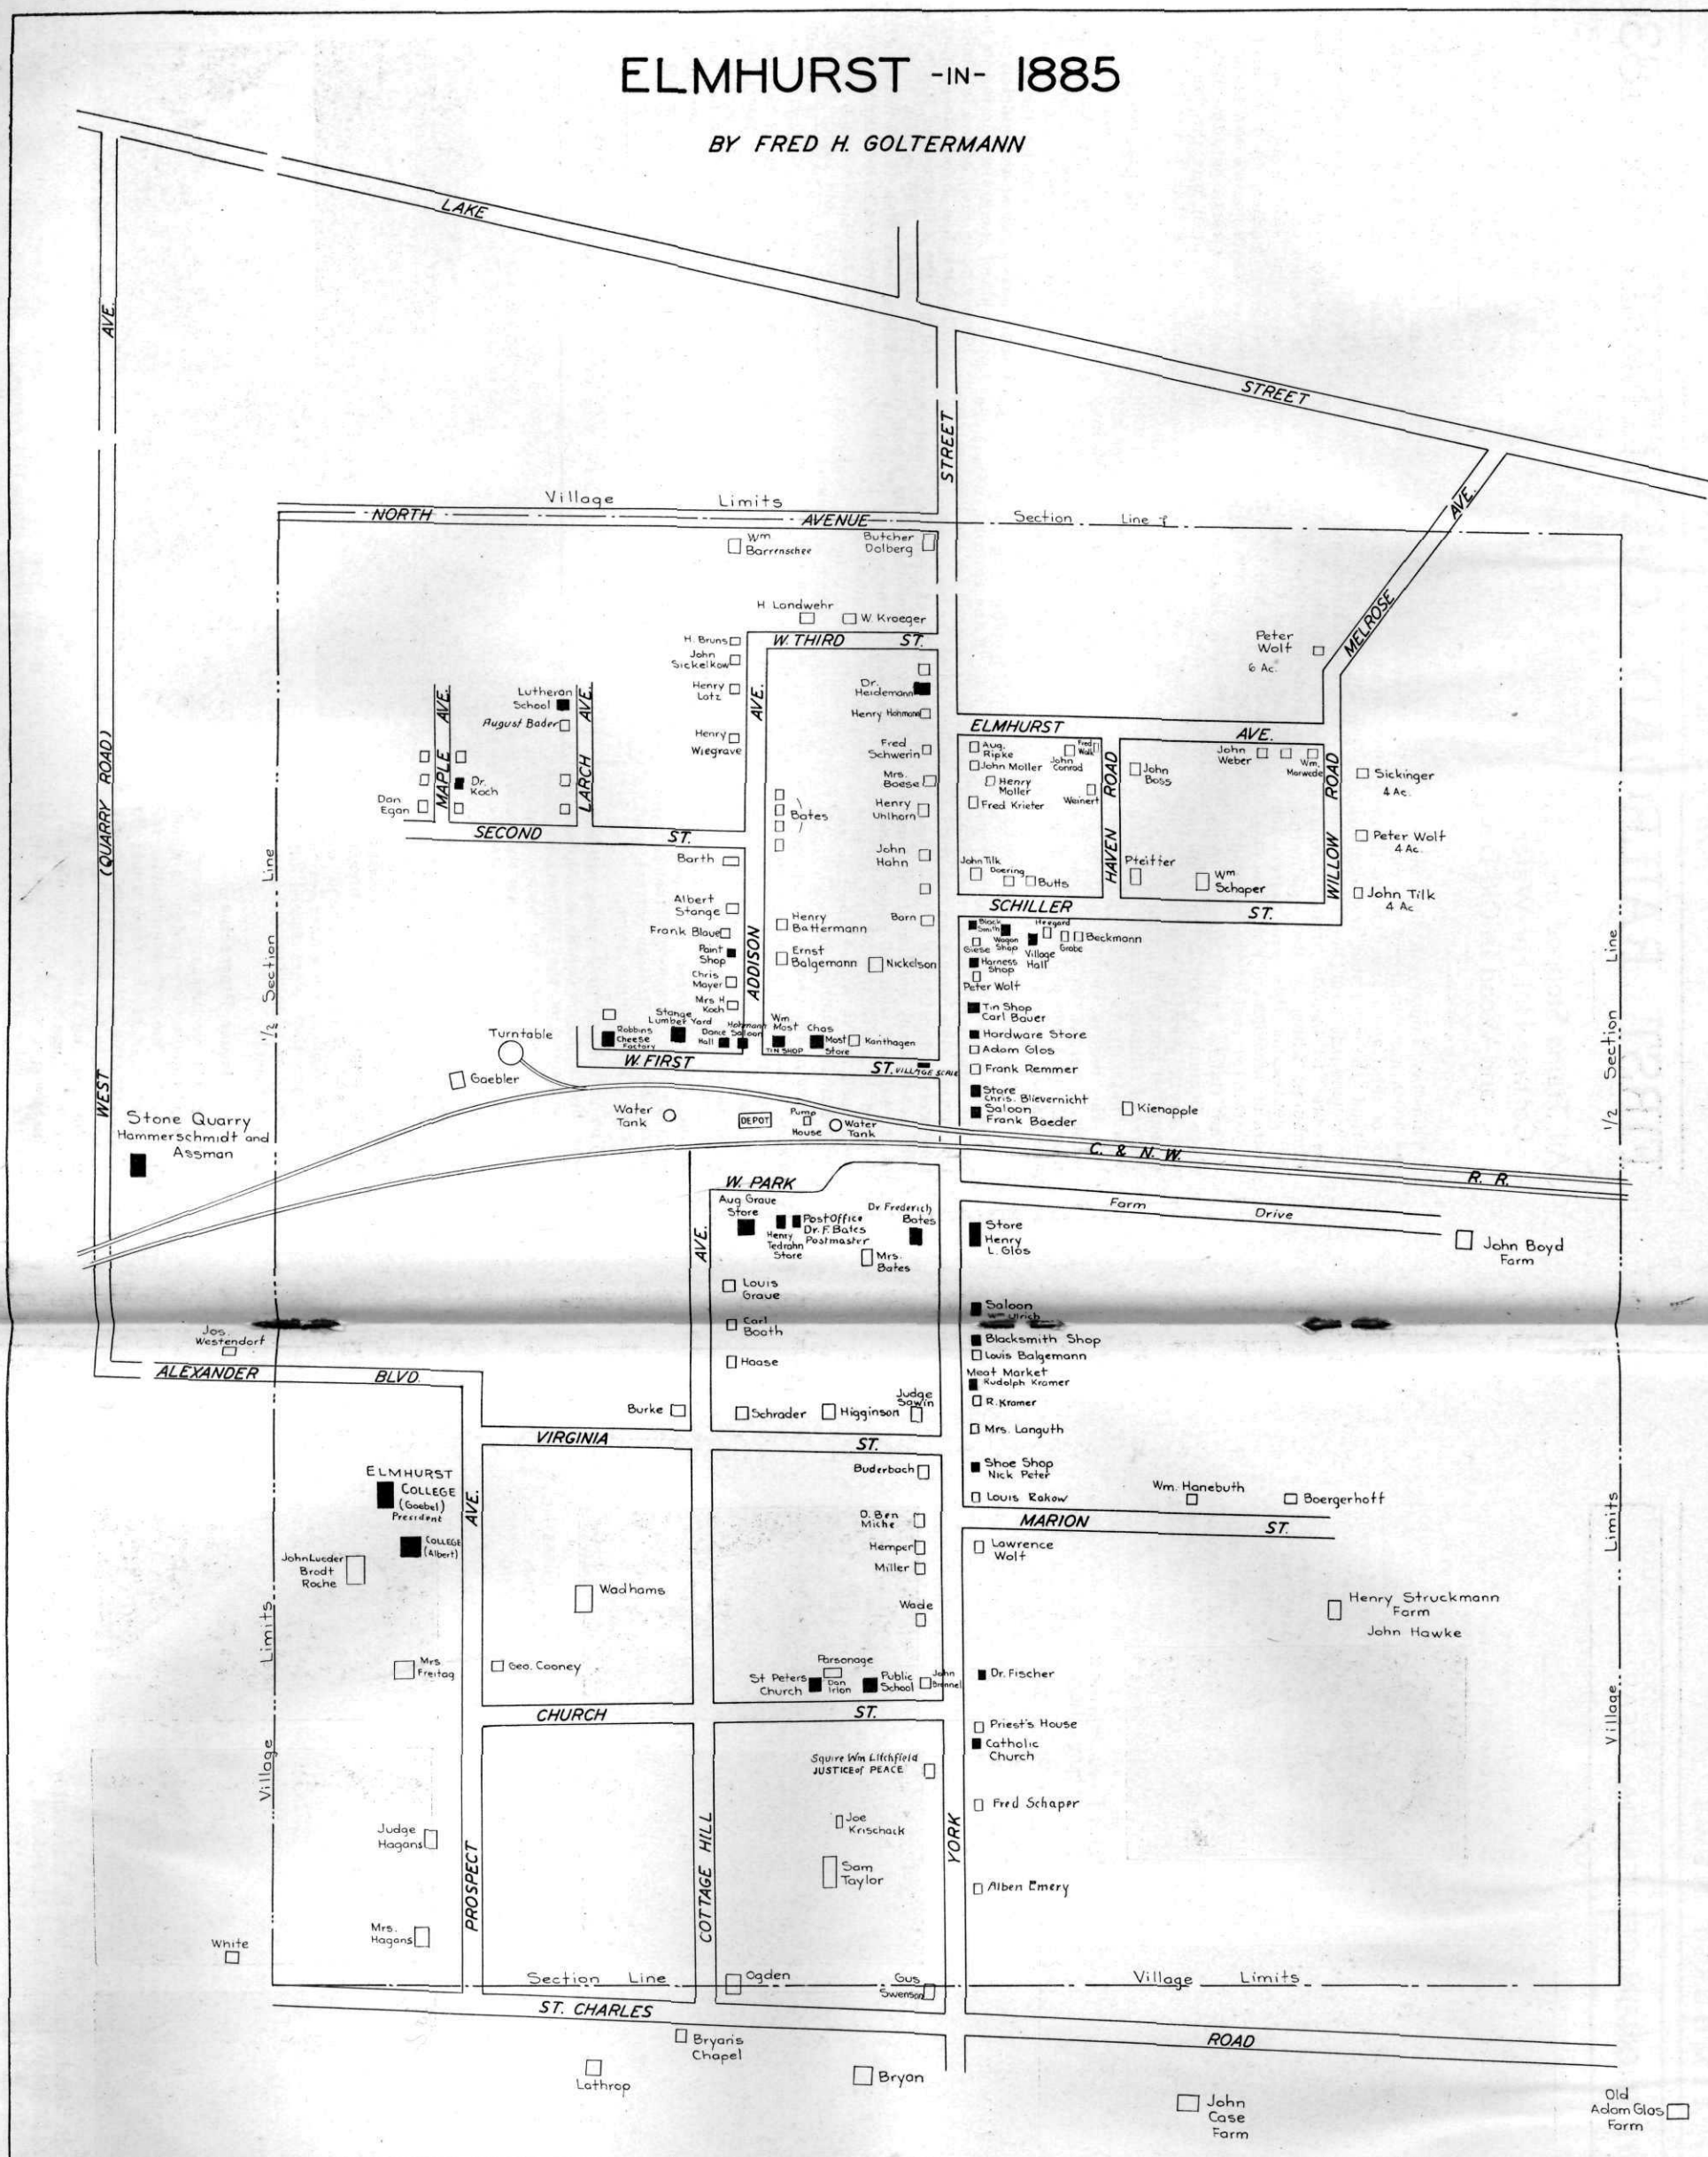 ELMHURST -IN- 1885
BY FRED H. GOLTERMANN
LAKE
STREET
WEST
(QUARRY ROAD)
AVE.
STREET
MELROSE
AVE.
Village Limits
NORTH
AVENUE
Section Line
Wm
Barrenschee
Butcher
Dolberg
H. Landwehr
W. Kroeger
H. Bruns
W. THIRD ST.
John
Sickelkow
Henry
Lotz
Henry
Wiegrave
Dr.
Heidemann
Henry Hohmann
Fred
Schwerin
Mrs.
Boese
Henry
Uhlhorn
John
Hahn
Born
Bates
Peter
Wolf
6 Ac.
Lutheran
School
August Bader
MAPLE AVE.
LARCH AVE.
Dr.
Koch
Dan
Egan
SECOND ST.
ELMHURST AVE.
Aug.
Ripke
John Moller
Henry
Moller
Fred Krieter
John
Conrad
Fred
Walk
Weinert
HAVEN ROAD
John
Boss
John
Weber
Wm.
Marwede
WILLOW ROAD
Sickinger
4 Ac.
Peter Wolf
4 Ac.
John Tilk
4 Ac
John Tilk
Doering
Butts
Pfeiffer
Wm
Schaper
SCHILLER ST.
Barth
Albert
Stange
Frank Blaue
Paint
Shop
Chris
Mayer
Mrs H
Koch
ADDISON
AVE.
Henry
Battermann
Ernst
Balgemann
Nickelson
Black
Smith
Giese
Wagon
Shop
Village
Hall
Heegard
Grabe
Beckmann
Harness
Shop
Peter Wolf
Tin Shop
Carl Bauer
Hardware Store
Adam Glos
Frank Remmer
Store
Chris. Blievernicht
Saloon
Frank Baeder
Kienapple
1/2 Section Line
1/2 Section Line
Robbins
Cheese
Factory
Stange
Lumber Yard
Dance
Hall
Hohmann
Saloon
Wm
Most
TIN SHOP
Chas
Most
Store
Kanthagen
W. FIRST ST.
VILLAGE SCALE
Turntable
Gaebler
Water
Tank
DEPOT
Pump
House
Water
Tank
Stone Quarry
Hammerschmidt and
Assman
C. & N. W. R. R.
W. PARK
AVE.
Aug Graue
Store
Henry
Tedrahn
Store
Post Office
Dr. F. Bates
Postmaster
Dr Frederich
Bates
Mrs.
Bates
Farm Drive
John Boyd
Farm
Store
Henry
L. Glos
Louis
Graue
Carl
Booth
Haase
Saloon
Wm Ulrich
Blacksmith Shop
Louis Balgemann
Meat Market
Rudolph Kramer
R. Kramer
Mrs. Languth
Shoe Shop
Nick Peter
Louis Rakow
Jos.
Westendorf
ALEXANDER BLVD.
Burke
Schrader
Higginson
Judge
Sawin
VIRGINIA ST.
Buderbach
Wm. Hanebuth
Boergerhoff
MARION ST.
ELMHURST
COLLEGE
(Goebel)
President
COLLEGE
(Albert)
John Lueder
Brodt
Roche
AVE.
Wadhams
O. Ben
Miche
Hemper
Miller
Wade
Lawrence
Wolf
Henry Struckmann
Farm
John Hawke
Mrs.
Freitag
Geo. Cooney
St Peters
Church
Parsonage
Dan
Irion
Public
School
John
Dr. Fischer
CHURCH ST.
Priest's House
Catholic
Church
Squire Wm Litchfield
JUSTICE of PEACE
Fred Schaper
Joe
Krischack
Sam
Taylor
Alben Emery
Judge
Hagans
Mrs.
Hagans
White
PROSPECT
COTTAGE HILL
YORK
Village Limits
Village Limits
Section Line
Ogden
Gus
Swenson
Village Limits
ST. CHARLES
ROAD
Bryan's
Chapel
Lathrop
Bryan
John
Case
Farm
Old
Adam Glos
Farm